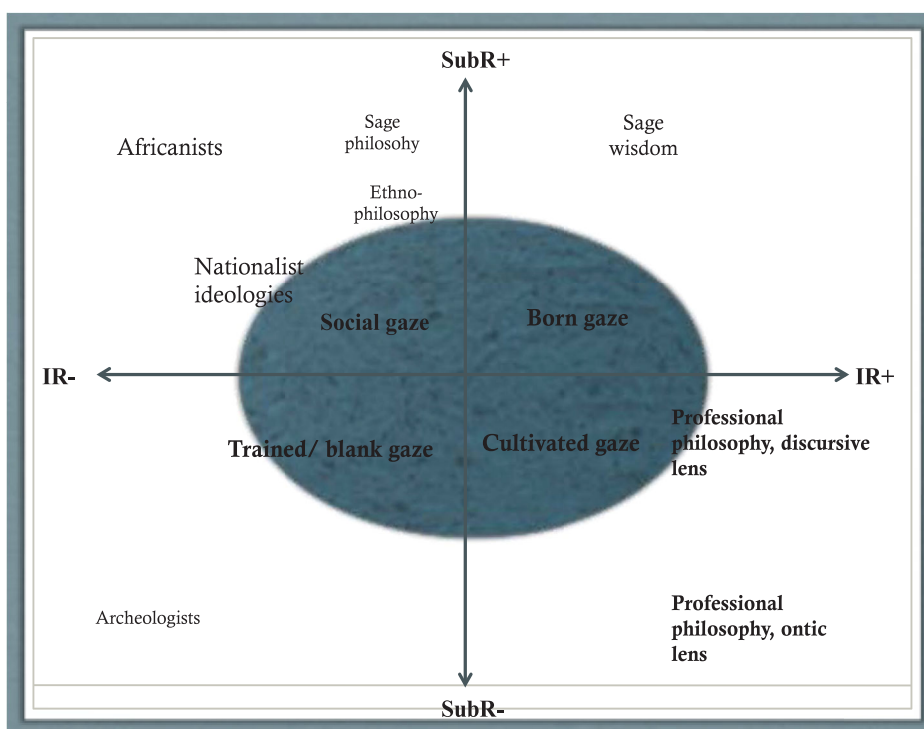 SubR+
Africanists
Sage
philosohy
Sage
wisdom
Ethno-
philosophy
Nationalist
ideologies
Social gaze
Born gaze
IR-
IR+
Trained/ blank gaze
Cultivated gaze
Professional
philosophy, discursive
lens
Archeologists
Professional
philosophy, ontic
lens
SubR-